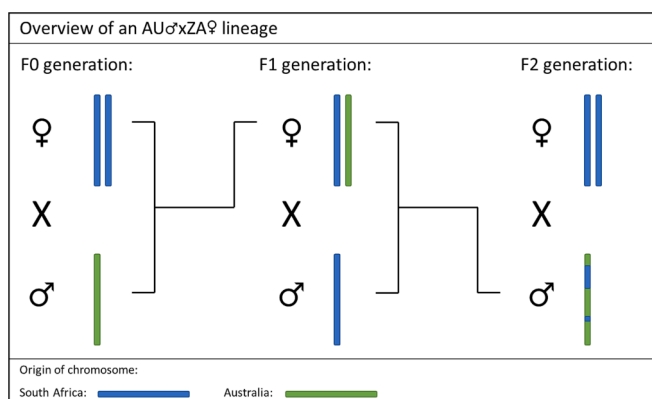 Overview of an AU♂xZA♀ lineage
F0 generation:
F1 generation:
F2 generation:
♀
♀
♀
X
X
X
♂
♂
♂
Origin of chromosome:
South Africa:
Australia: